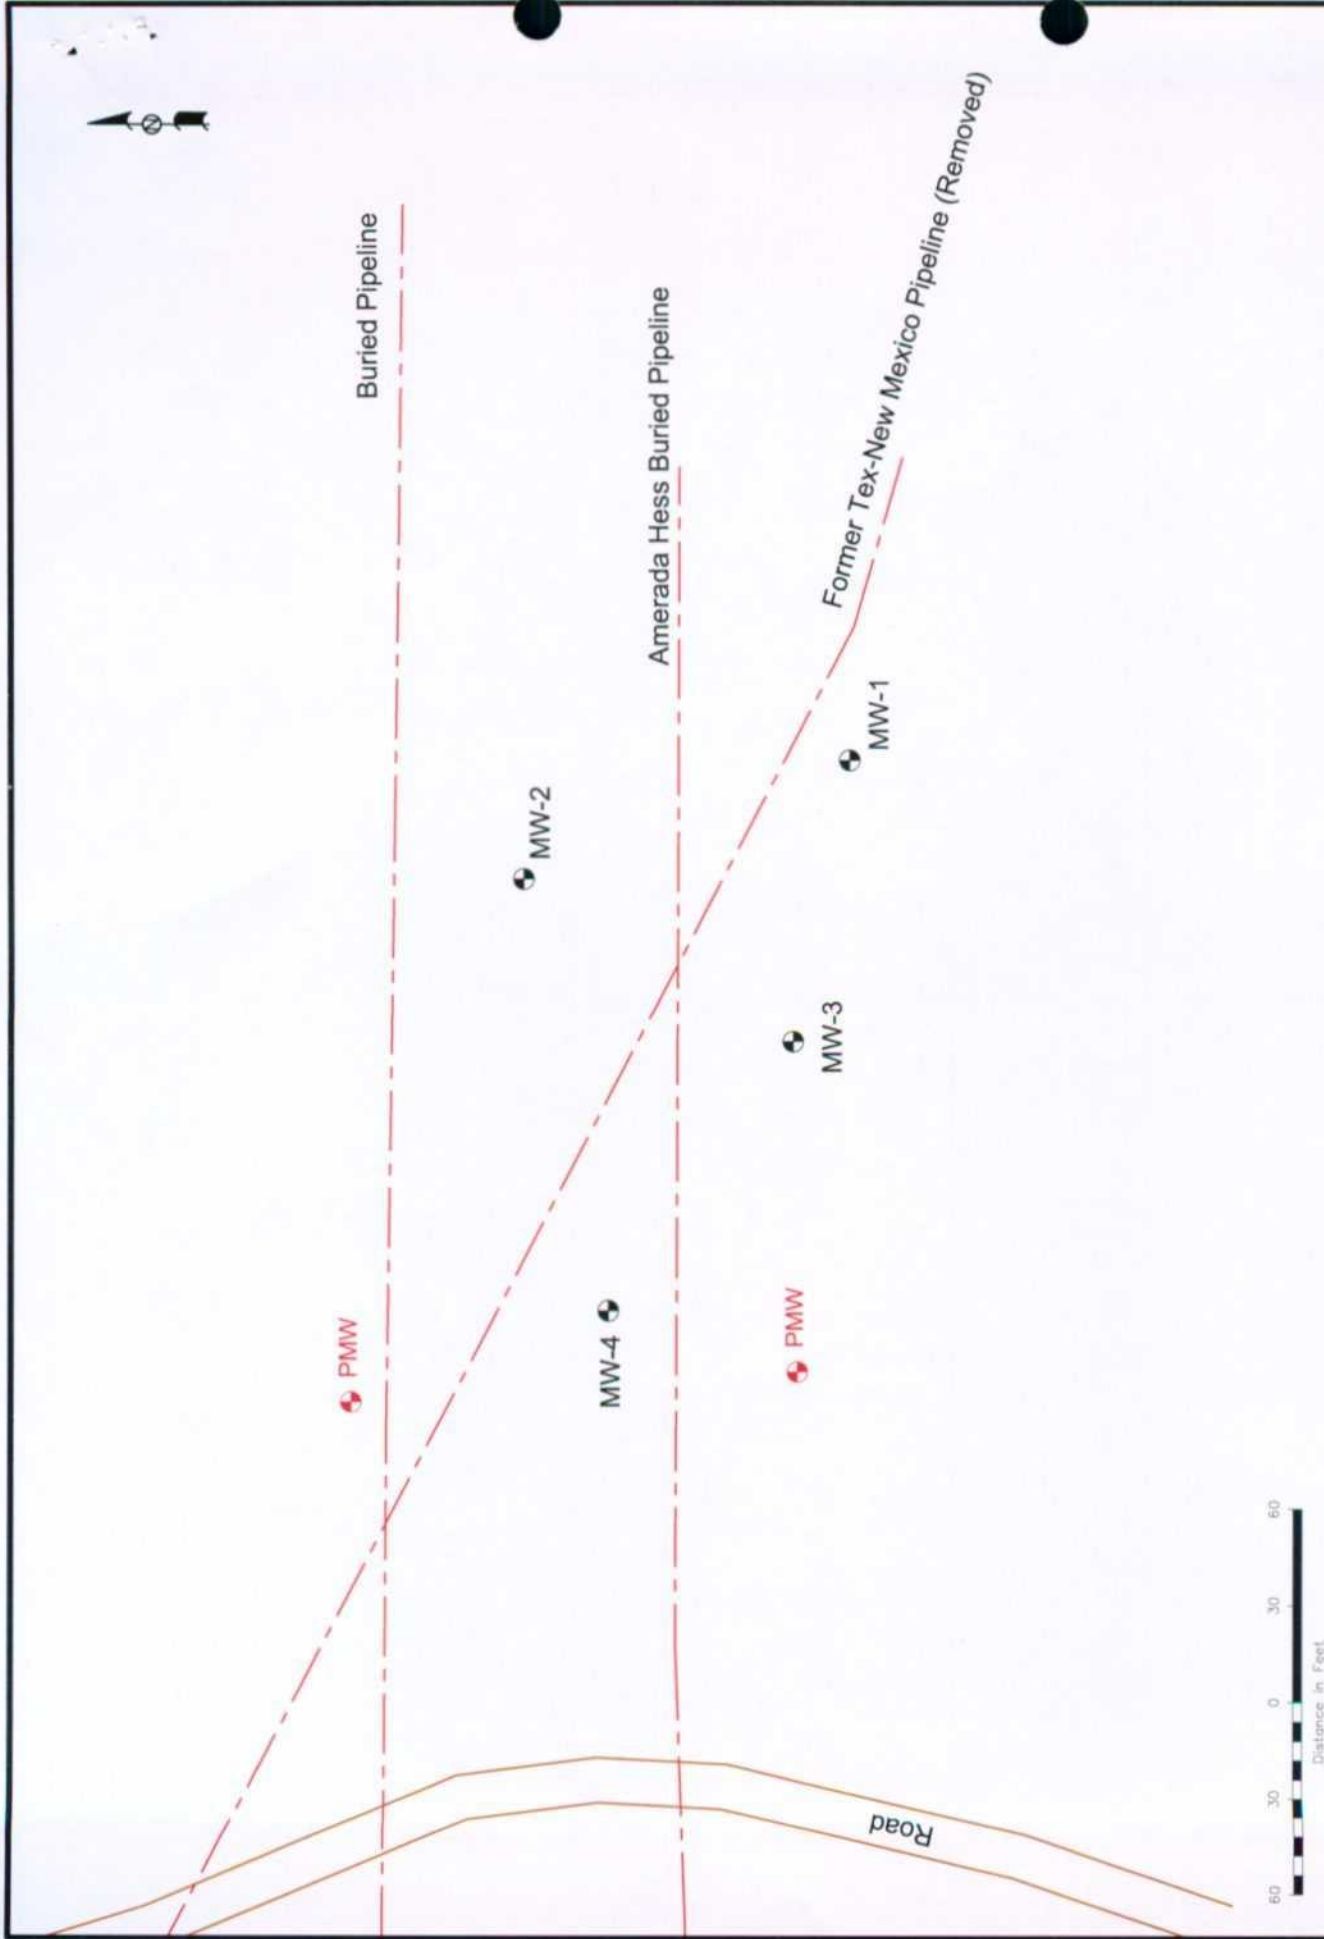 N
Buried Pipeline
Amerada Hess Buried Pipeline
Former Tex-New Mexico Pipeline (Removed)
MW-2
MW-1
MW-3
PMW
MW-4
PMW
Road
60 30 0 30 60
Distance in Feet